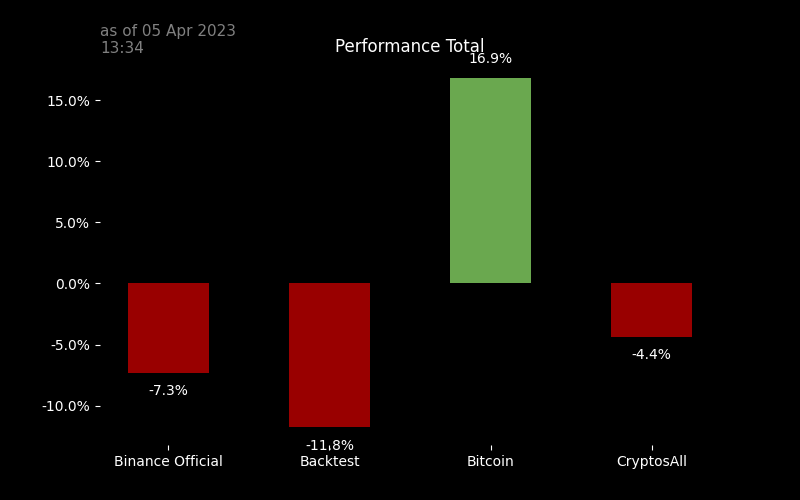 as of 05 Apr 2023
13:34
Performance Total
16.9%
15.0%
10.0%
5.0%
0.0%
-5.0%
-4.4%
-7.3%
-10.0%
-11.8%
Binance Official
Backtest
Bitcoin
CryptosAll